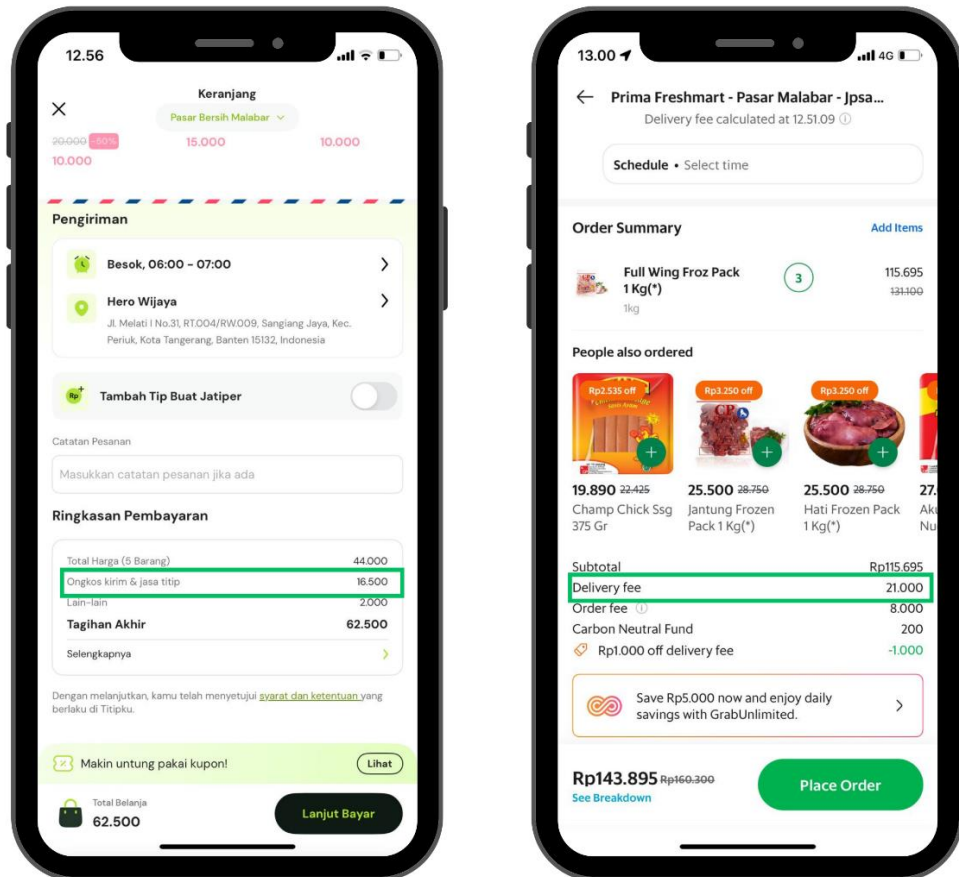 12.56
Keranjang
Pasar Bersih Malabar
20.000 -50% 15.000 10.000
10.000
Pengiriman
Besok, 06:00 - 07:00
Hero Wijaya
Jl. Melati I No.31, RT.004/RW.009, Sangiang Jaya, Kec.
Periuk, Kota Tangerang, Banten 15132, Indonesia
Rp+
Tambah Tip Buat Jatiper
Catatan Pesanan
Masukkan catatan pesanan jika ada
Ringkasan Pembayaran
Total Harga (5 Barang) 44.000
Ongkos kirim & jasa titip 16.500
Lain-lain 2.000
Tagihan Akhir 62.500
Selengkapnya
Dengan melanjutkan, kamu telah menyetujui syarat dan ketentuan yang
berlaku di Titipku.
Makin untung pakai kupon! Lihat
Total Belanja
62.500
Lanjut Bayar
13.00 4G
Prima Freshmart - Pasar Malabar - Jpsa...
Delivery fee calculated at 12.51.09
Schedule • Select time
Order Summary Add Items
Full Wing Froz Pack 3 115.695
1 Kg(*) 131.100
1kg
People also ordered
Rp2.535 off Rp3.250 off Rp3.250 off
CP
19.890 22.425 25.500 28.750 25.500 28.750 27.
Champ Chick Ssg Jantung Frozen Hati Frozen Pack Aku
375 Gr Pack 1 Kg(*) 1 Kg(*) Nu
Subtotal Rp115.695
Delivery fee 21.000
Order fee 8.000
Carbon Neutral Fund 200
Rp1.000 off delivery fee -1.000
Save Rp5.000 now and enjoy daily
savings with GrabUnlimited.
Rp143.895 Rp160.300
See Breakdown
Place Order